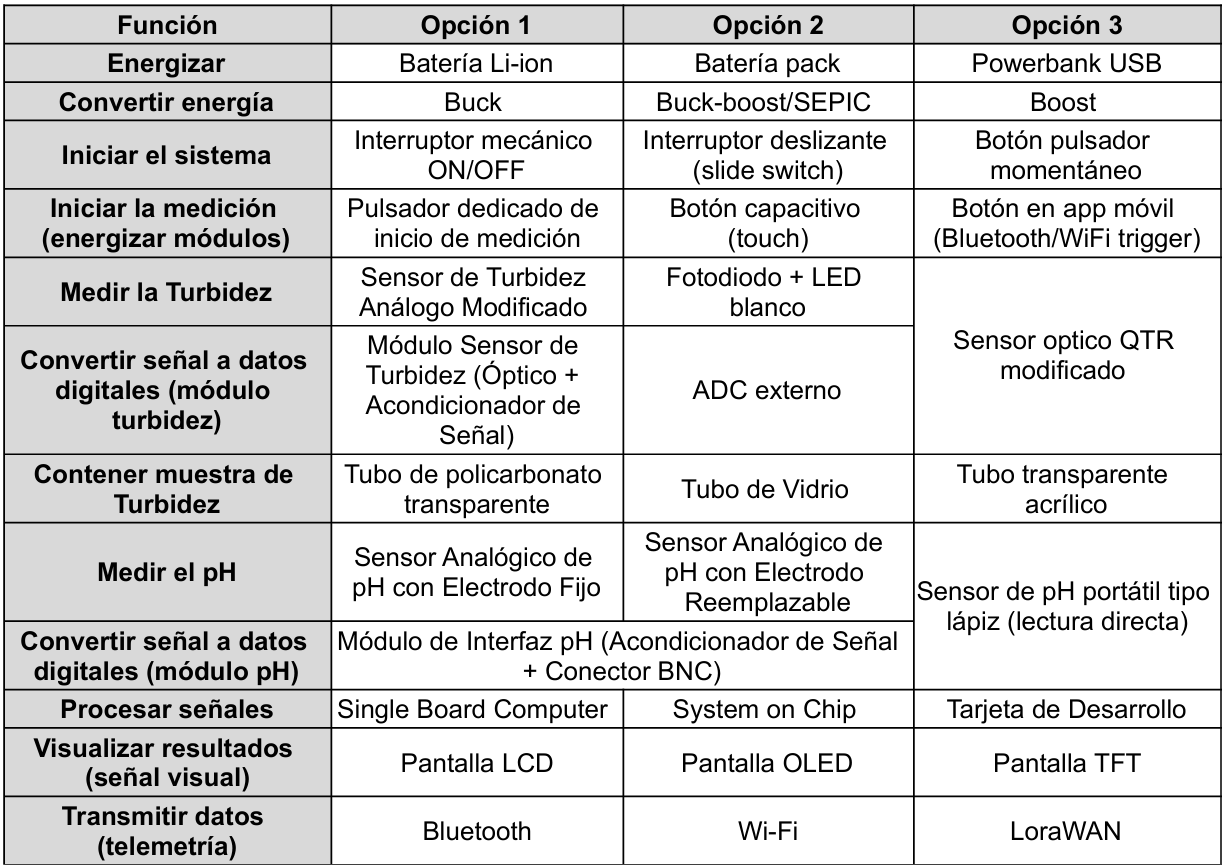 Función Opción 1 Opción 2 Opción 3
Energizar Batería Li-ion Batería pack Powerbank USB
Convertir energía Buck Buck-boost/SEPIC Boost
Iniciar el sistema
Interruptor mecánico
ON/OFF
Interruptor deslizante
(slide switch)
Botón pulsador
momentáneo
Iniciar la medición
(energizar módulos)
Pulsador dedicado de
inicio de medición
Botón capacitivo
(touch)
Botón en app móvil
(Bluetooth/WiFi trigger)
Medir la Turbidez
Sensor de Turbidez
Análogo Modificado
Fotodiodo + LED
blanco
Sensor optico QTR
modificado
Convertir señal a datos
digitales (módulo
turbidez)
Módulo Sensor de
Turbidez (Óptico +
Acondicionador de
Señal)
ADC externo
Contener muestra de
Turbidez
Tubo de policarbonato
transparente
Tubo de Vidrio
Tubo transparente
acrílico
Medir el pH
Sensor Analógico de
pH con Electrodo Fijo
Sensor Analógico de
pH con Electrodo
Reemplazable
Sensor de pH portátil tipo
lápiz (lectura directa)
Convertir señal a datos
digitales (módulo pH)
Módulo de Interfaz pH (Acondicionador de Señal
+ Conector BNC)
Procesar señales Single Board Computer System on Chip Tarjeta de Desarrollo
Visualizar resultados
(señal visual)
Pantalla LCD Pantalla OLED Pantalla TFT
Transmitir datos
(telemetría)
Bluetooth Wi-Fi LoraWAN